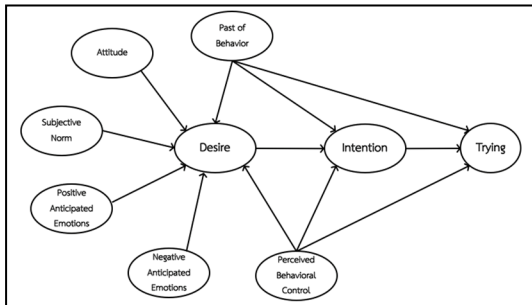 Past of
Behavior
Attitude
Subjective
Norm
Desire
Intention
Trying
Positive
Anticipated
Emotions
Negative
Anticipated
Emotions
Perceived
Behavioral
Control